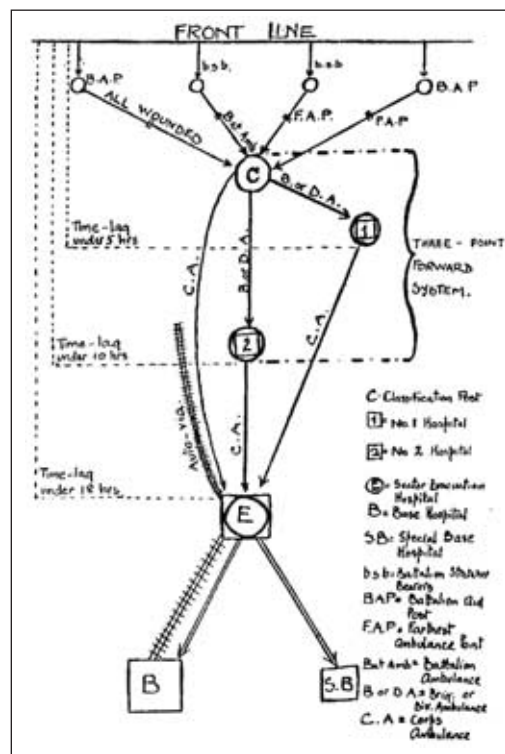 FRONT LINE
b.s.b. b.s.b
B.A.P B.A.P
ALL WOUNDED
Bat Amb
F.A.P.
F.A.P
C
B. or D.A.
1
Time-lag
under 5 hrs
C.A.
B or D.A.
C.A.
THREE-POINT
FORWARD
SYSTEM.
2
Time-lag
under 10 hrs
Auto-via
C.A.
Time-lag
under 18 hrs
E
B
S.B
C-Classification Post
1 = No 1 Hospital
2 = No 2 Hospital
E = Sector Evacuation
Hospital
B = Base Hospital
S.B = Special Base
Hospital
b.s.b = Battalion Stretcher
Bearers
B.A.P = Battalion Aid
Post
F.A.P = Farthest
Ambulance Point
Bat Amb = Battalion
Ambulance
B or D.A = Brig. or
Div. Ambulance
C.A = Corps
Ambulance